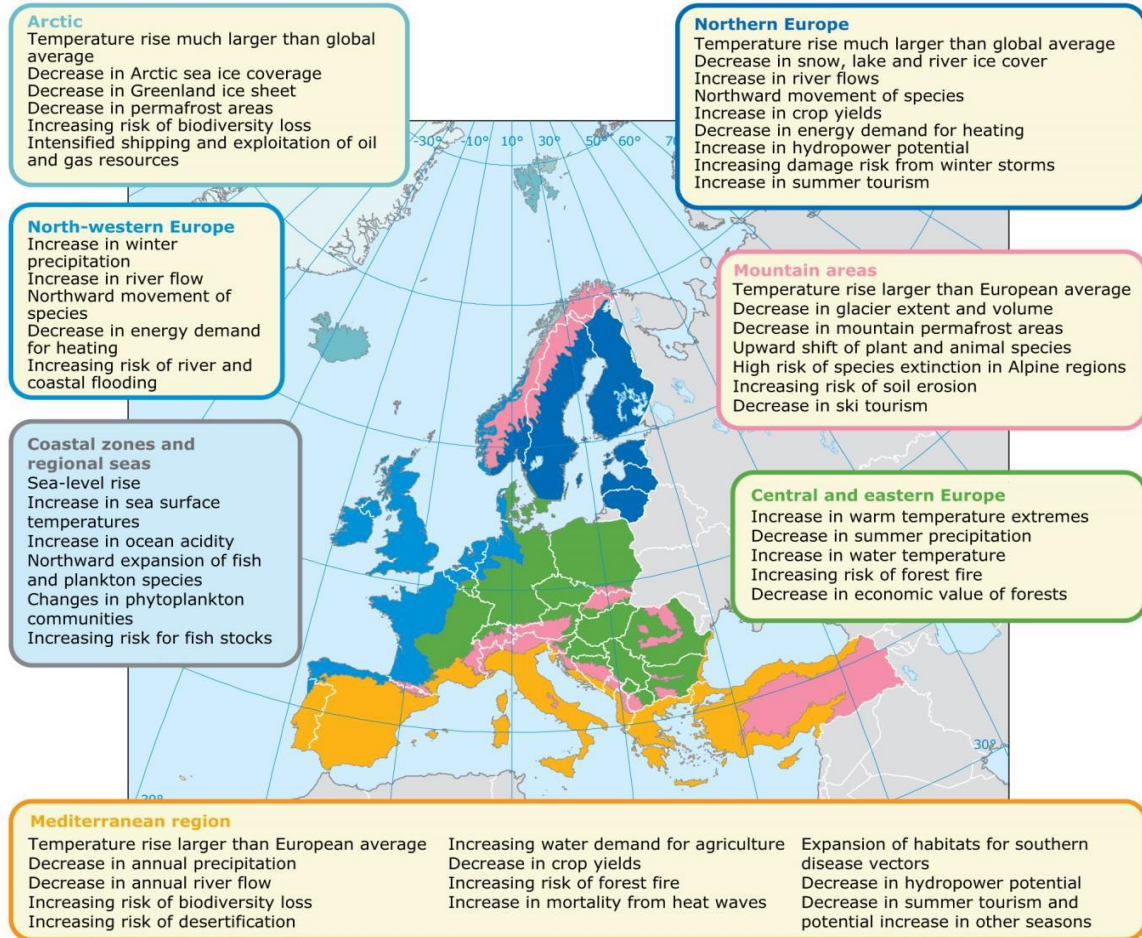 Arctic
Temperature rise much larger than global
average
Decrease in Arctic sea ice coverage
Decrease in Greenland ice sheet
Decrease in permafrost areas
Increasing risk of biodiversity loss
Intensified shipping and exploitation of oil
and gas resources
Northern Europe
Temperature rise much larger than global average
Decrease in snow, lake and river ice cover
Increase in river flows
Northward movement of species
Increase in crop yields
Decrease in energy demand for heating
Increase in hydropower potential
Increasing damage risk from winter storms
Increase in summer tourism
-30° -10° 10° 30° 50° 60°
North-western Europe
Increase in winter
precipitation
Increase in river flow
Northward movement of
species
Decrease in energy demand
for heating
Increasing risk of river and
coastal flooding
Mountain areas
Temperature rise larger than European average
Decrease in glacier extent and volume
Decrease in mountain permafrost areas
Upward shift of plant and animal species
High risk of species extinction in Alpine regions
Increasing risk of soil erosion
Decrease in ski tourism
Coastal zones and
regional seas
Sea-level rise
Increase in sea surface
temperatures
Increase in ocean acidity
Northward expansion of fish
and plankton species
Changes in phytoplankton
communities
Increasing risk for fish stocks
Central and eastern Europe
Increase in warm temperature extremes
Decrease in summer precipitation
Increase in water temperature
Increasing risk of forest fire
Decrease in economic value of forests
30°
Mediterranean region
Temperature rise larger than European average
Decrease in annual precipitation
Decrease in annual river flow
Increasing risk of biodiversity loss
Increasing risk of desertification
Increasing water demand for agriculture
Decrease in crop yields
Increasing risk of forest fire
Increase in mortality from heat waves
Expansion of habitats for southern
disease vectors
Decrease in hydropower potential
Decrease in summer tourism and
potential increase in other seasons